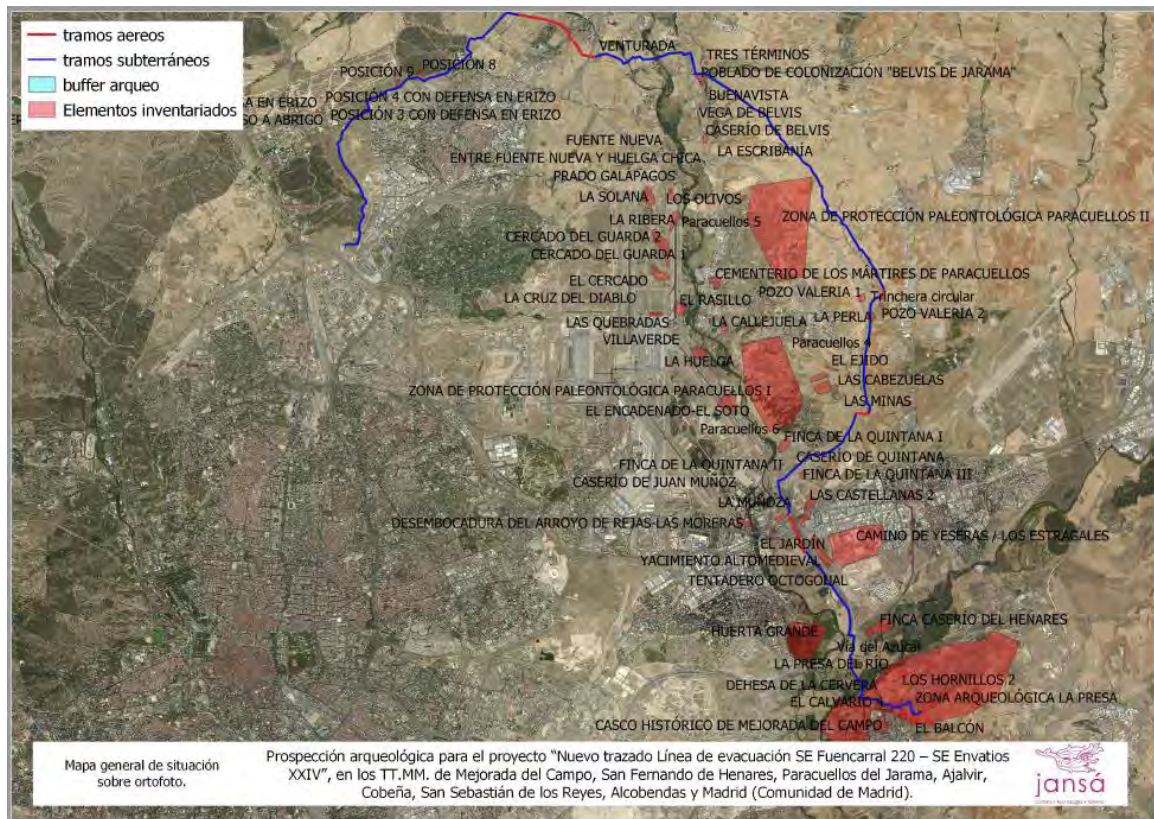 tramos aereos
tramos subterráneos
buffer arqueo
Elementos inventariados
VENTURADA
TRES TÉRMINOS
POSICIÓN 9
POSICIÓN 8
POBLADO DE COLONIZACIÓN "BELVIS DE JARAMA"
BUENAVISTA
SA EN ERIZO
POSICIÓN 4 CON DEFENSA EN ERIZO
VEGA DE BELVIS
SO A ABRIGO
POSICIÓN 3 CON DEFENSA EN ERIZO
CASERÍO DE BELVIS
FUENTE NUEVA
LA ESCRIBANÍA
ENTRE FUENTE NUEVA Y HUELGA CHICA
PRADO GALÁPAGOS
LA SOLANA
LOS OLIVOS
LA RIBERA
Paracuellos 5
ZONA DE PROTECCIÓN PALEONTOLÓGICA PARACUELLOS II
CERCADO DEL GUARDA 2
CERCADO DEL GUARDA 1
EL CERCADO
CEMENTERIO DE LOS MÁRTIRES DE PARACUELLOS
POZO VALERIA 1
LA CRUZ DEL DIABLO
EL RASILLO
Trinchera circular
LAS QUEBRADAS
LA CALLEJUELA
LA PERLA
POZO VALERIA 2
VILLAVERDE
Paracuellos 4
LA HUELGA
EL EJIDO
LAS CABEZUELAS
ZONA DE PROTECCIÓN PALEONTOLÓGICA PARACUELLOS I
LAS MINAS
EL ENCADENADO-EL SOTO
Paracuellos 6
FINCA DE LA QUINTANA I
CASERÍO DE QUINTANA
FINCA DE LA QUINTANA II
FINCA DE LA QUINTANA III
CASERÍO DE JUAN MUÑOZ
LA MUÑOZA
LAS CASTELLANAS 2
DESEMBOCADURA DEL ARROYO DE REJAS-LAS MORERAS
CAMINO DE YESERAS / LOS ESTRAGALES
EL JARDÍN
YACIMIENTO ALTOMEDIEVAL
TENTADERO OCTOGONAL
FINCA CASERÍO DEL HENARES
HUERTA GRANDE
Vía del Azúcar
LA PRESA DEL RÍO
DEHESA DE LA CERVERA
LOS HORNILLOS 2
EL CALVARIO
ZONA ARQUEOLÓGICA LA PRESA
CASCO HISTÓRICO DE MEJORADA DEL CAMPO
EL BALCÓN
Mapa general de situación
sobre ortofoto.
Prospección arqueológica para el proyecto "Nuevo trazado Línea de evacuación SE Fuencarral 220 – SE Envatios
XXIV", en los TT.MM. de Mejorada del Campo, San Fernando de Henares, Paracuellos del Jarama, Ajalvir,
Cobeña, San Sebastián de los Reyes, Alcobendas y Madrid (Comunidad de Madrid).
jansá